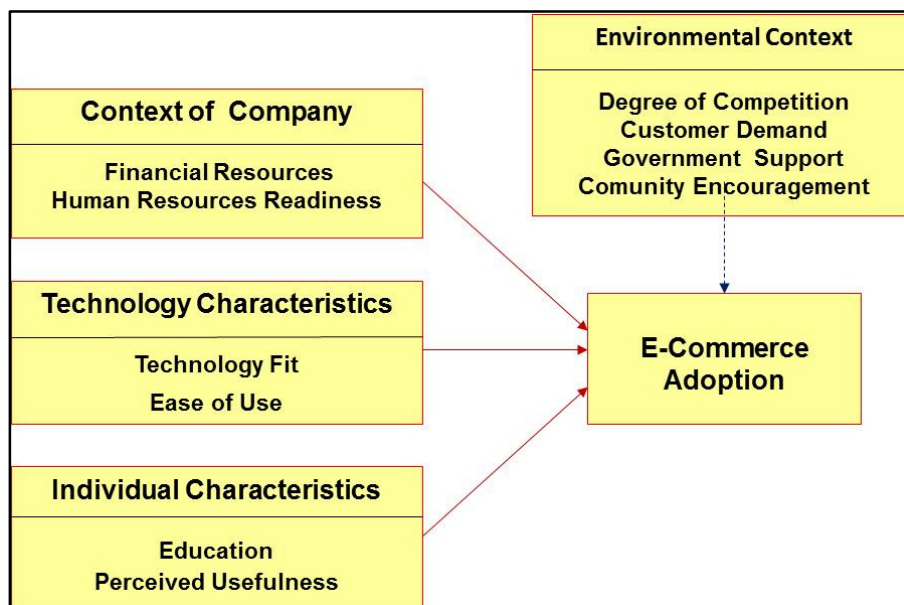 Environmental Context
Degree of Competition
Customer Demand
Government Support
Comunity Encouragement
Context of Company
Financial Resources
Human Resources Readiness
Technology Characteristics
Technology Fit
Ease of Use
Individual Characteristics
Education
Perceived Usefulness
E-Commerce
Adoption